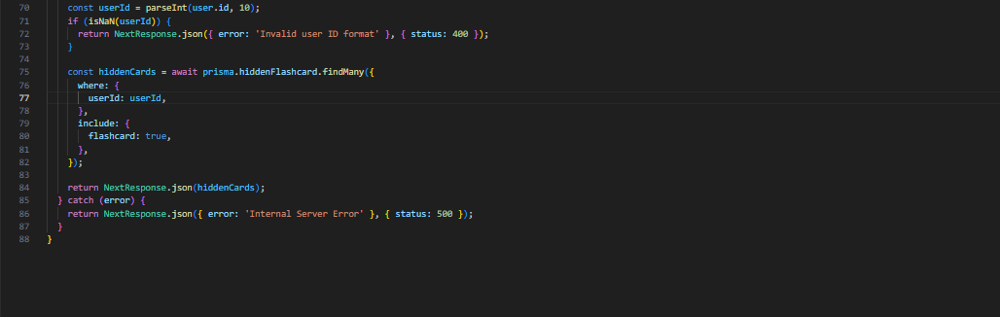 70 const userId = parseInt(user.id, 10);
71 if (isNaN(userId)) {
72 return NextResponse.json({ error: 'Invalid user ID format' }, { status: 400 });
73 }
74
75 const hiddenCards = await prisma.hiddenFlashcard.findMany({
76 where: {
77 userId: userId,
78 },
79 include: {
80 flashcard: true,
81 },
82 });
83
84 return NextResponse.json(hiddenCards);
85 } catch (error) {
86 return NextResponse.json({ error: 'Internal Server Error' }, { status: 500 });
87 }
88 }